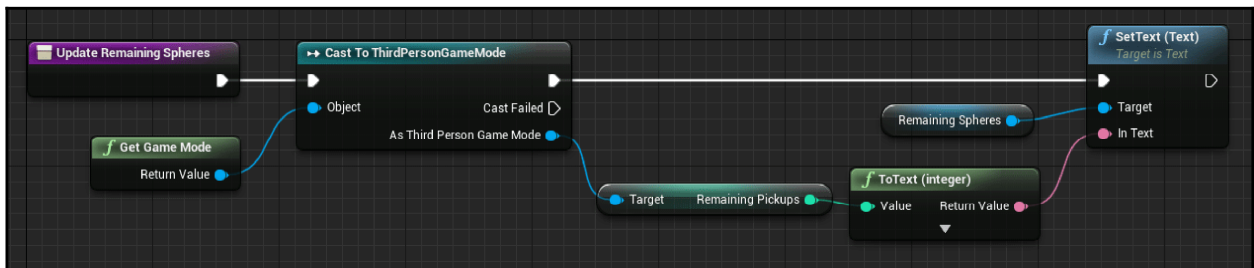 Update Remaining Spheres
Cast To ThirdPersonGameMode
Object
Cast Failed
As Third Person Game Mode
f Get Game Mode
Return Value
Target Remaining Pickups
Remaining Spheres
f ToText (integer)
Value Return Value
f SetText (Text)
Target is Text
Target
In Text